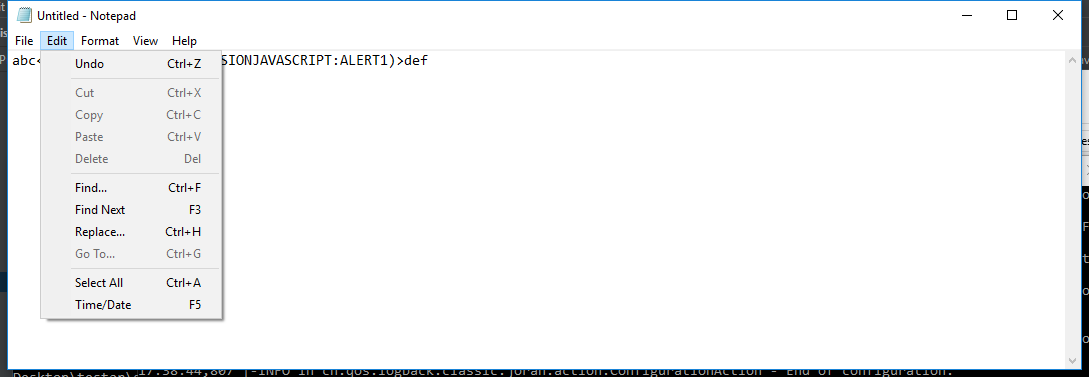 Untitled - Notepad
File Edit Format View Help
abc< SIONJAVASCRIPT:ALERT1)>def
Undo Ctrl+Z
Cut Ctrl+X
Copy Ctrl+C
Paste Ctrl+V
Delete Del
Find... Ctrl+F
Find Next F3
Replace... Ctrl+H
Go To... Ctrl+G
Select All Ctrl+A
Time/Date F5
17:38:44,807 |-INFO in ch.qos.logback.classic.joran.action.ConfigurationAction - End of configuration.